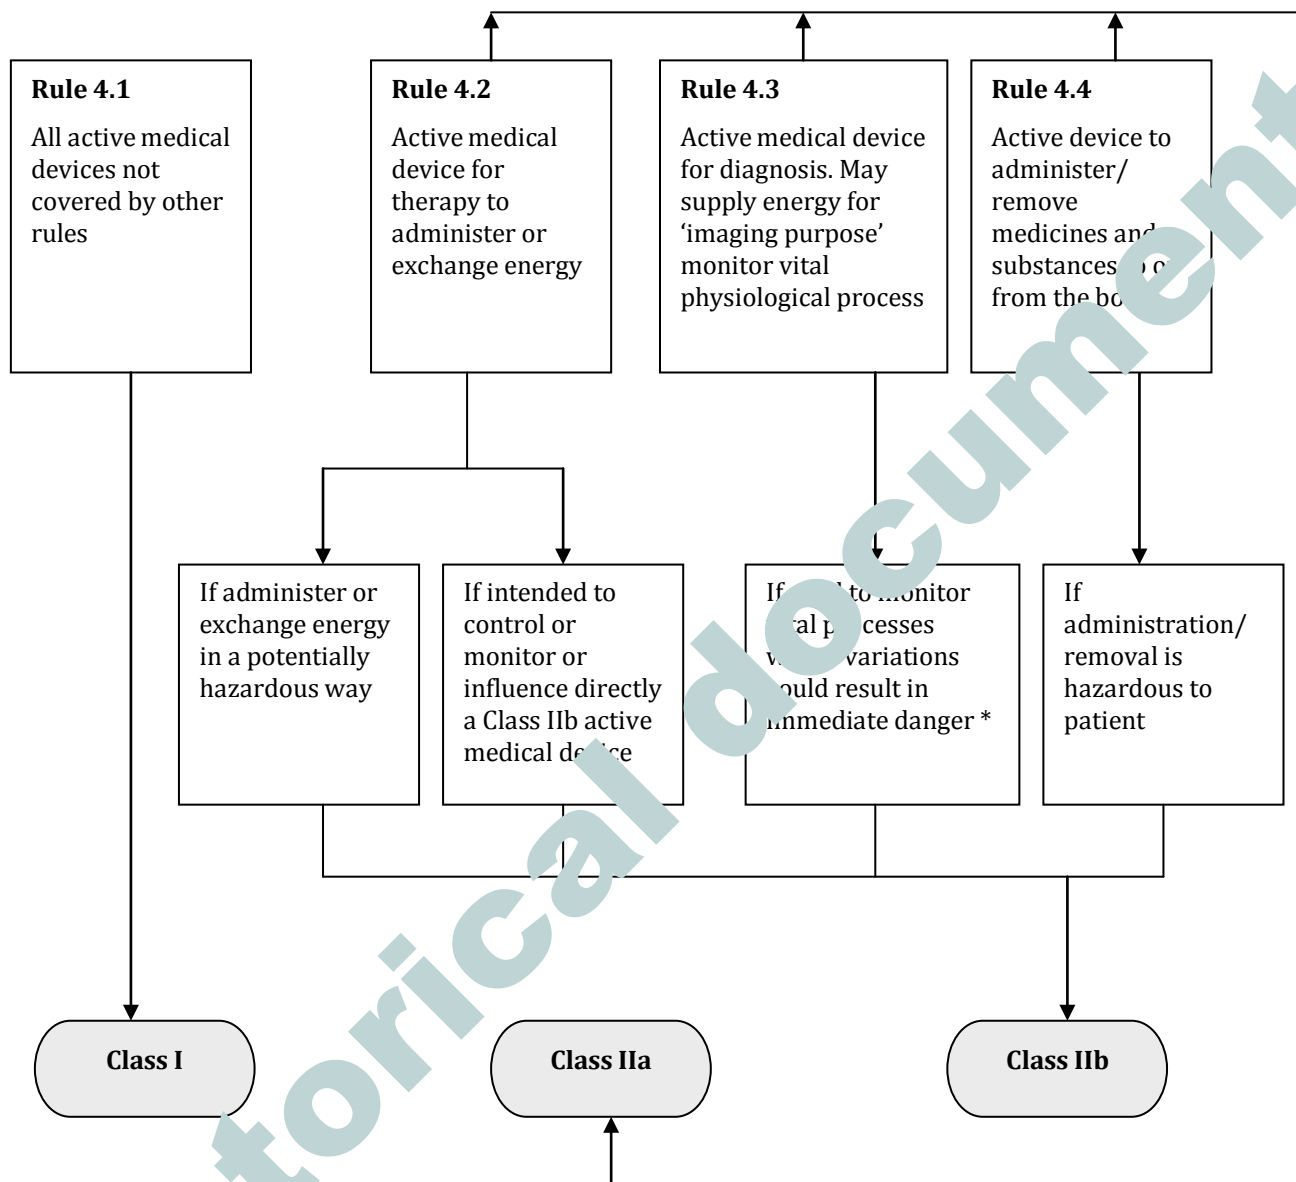 Rule 4.1
All active medical
devices not
covered by other
rules
Rule 4.2
Active medical
device for
therapy to
administer or
exchange energy
Rule 4.3
Active medical device
for diagnosis. May
supply energy for
‘imaging purpose’
monitor vital
physiological process
Rule 4.4
Active device to
administer/
remove
medicines and
substances
from the
If administer or
exchange energy
in a potentially
hazardous way
If intended to
control or
monitor or
influence directly
a Class IIb active
medical device
If to monitor
processes
variations
could result in
immediate danger *
If
administration/
removal is
hazardous to
patient
Class I
Class IIa
Class IIb
torical document